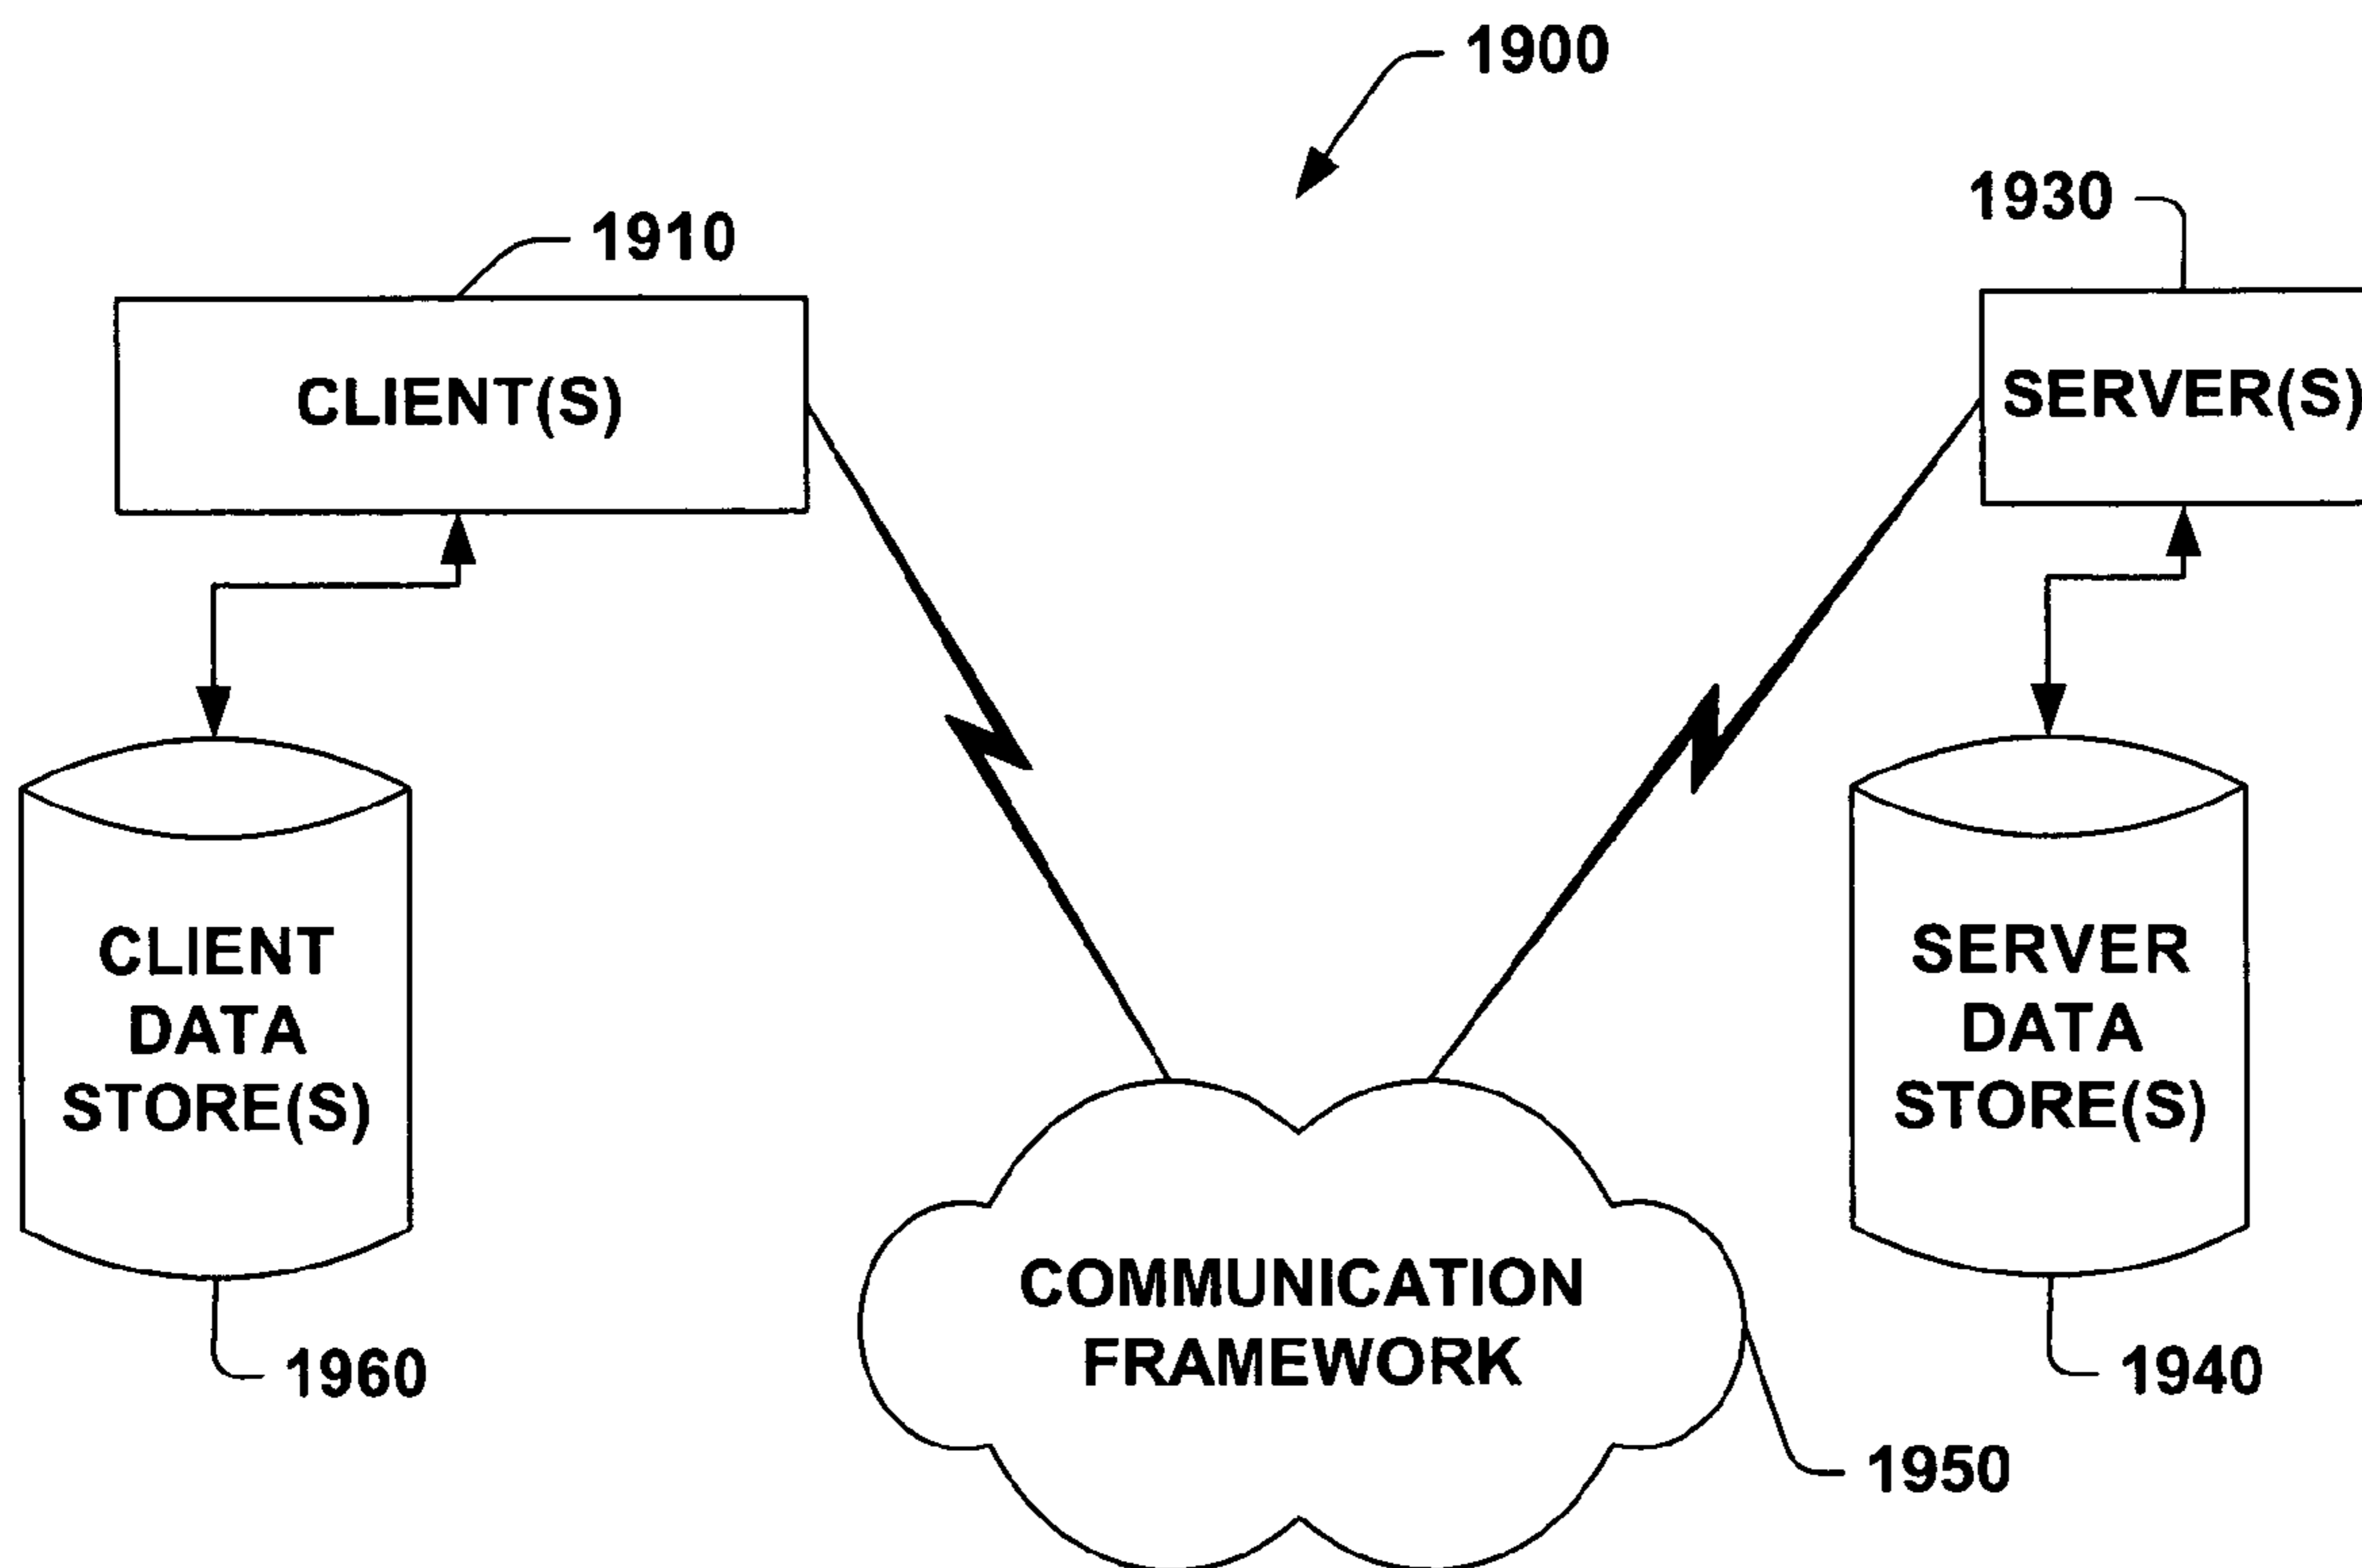 1900
1930
1910
CLIENT(S)
SERVER(S)
CLIENT
DATA
STORE(S)
SERVER
DATA
STORE(S)
COMMUNICATION
FRAMEWORK
1960
1940
1950